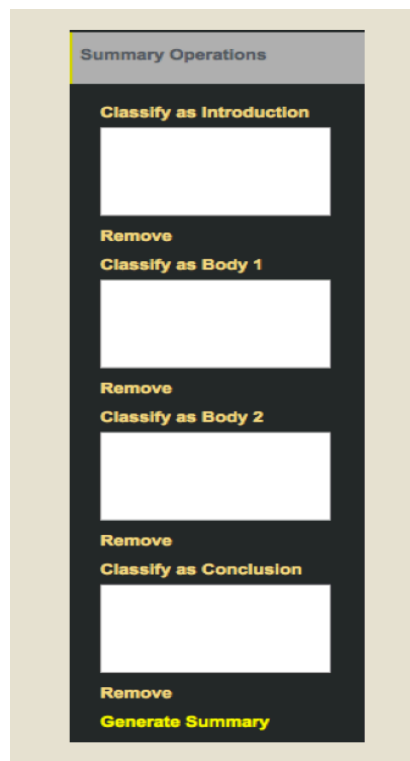 Summary Operations
Classify as Introduction
Remove
Classify as Body 1
Remove
Classify as Body 2
Remove
Classify as Conclusion
Remove
Generate Summary